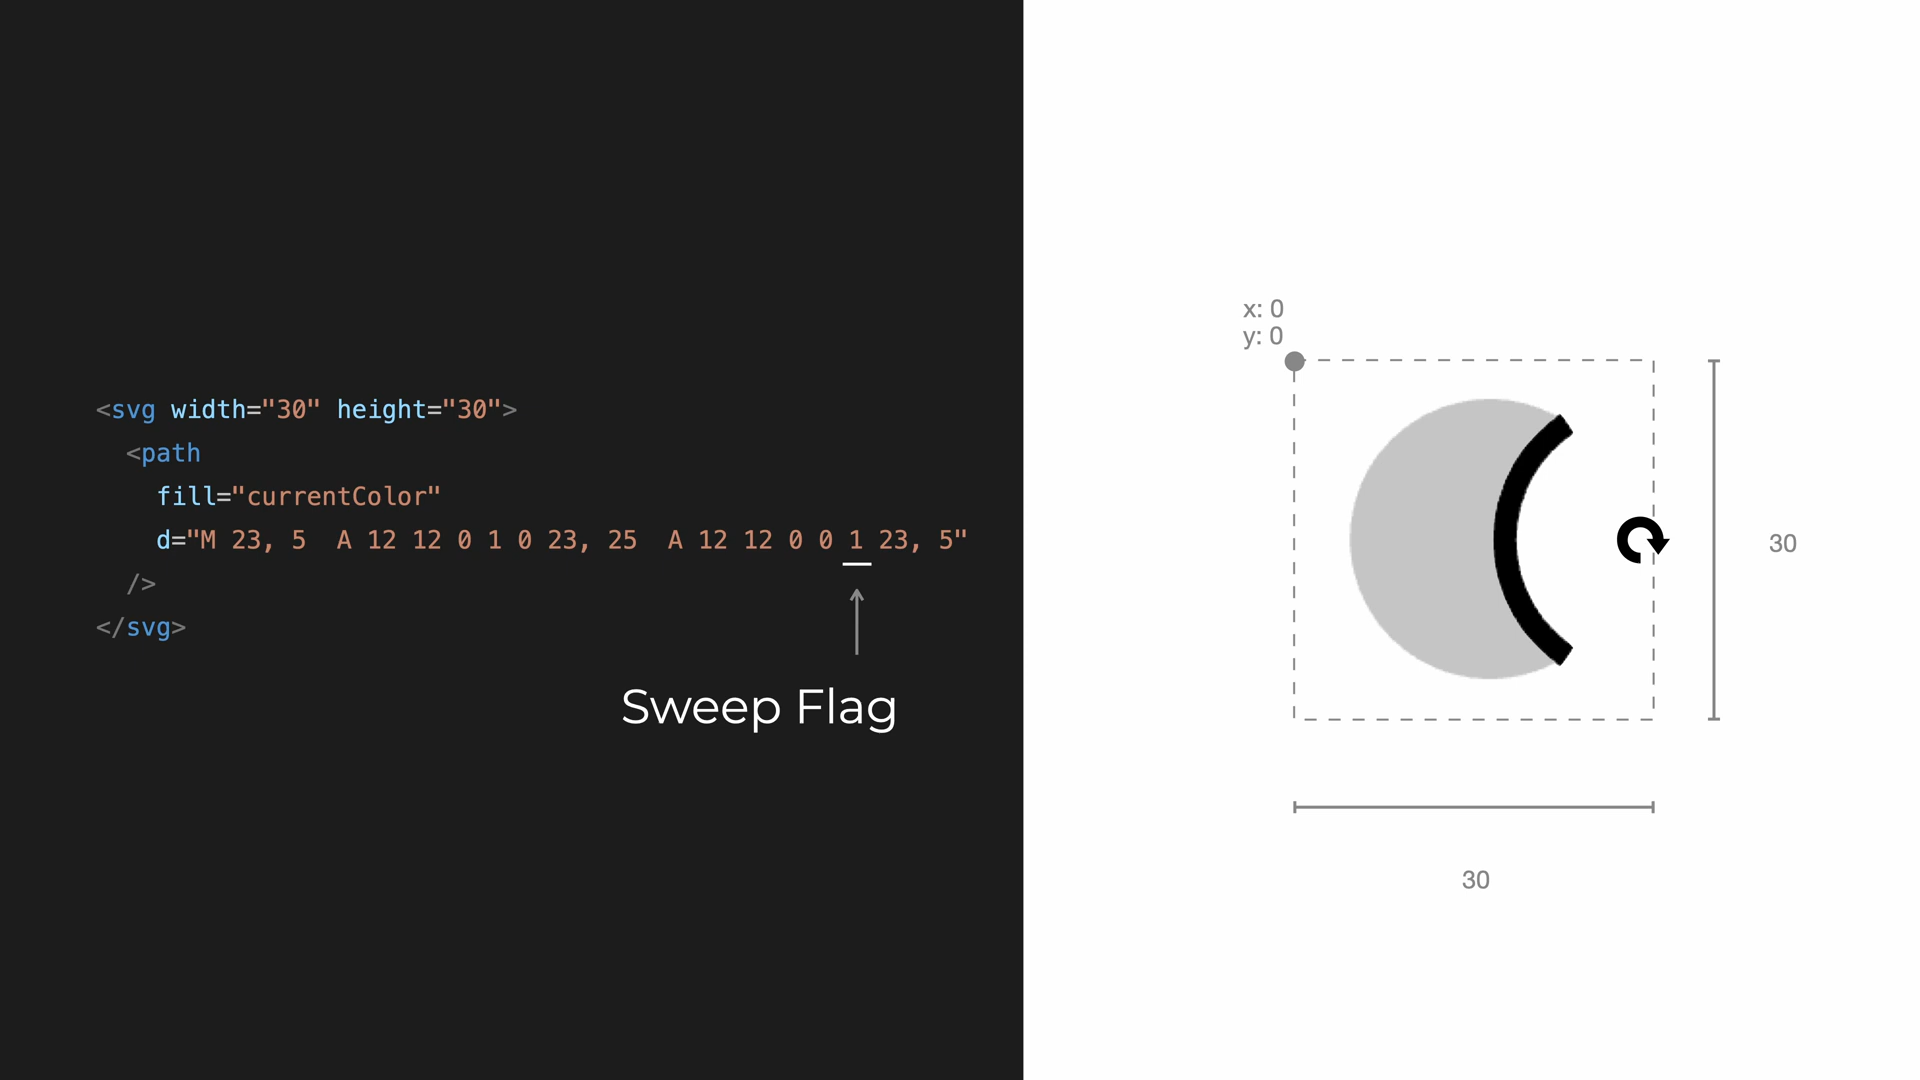 <svg width="30" height="30">
<path
fill="currentColor"
d="M 23, 5  A 12 12 0 1 0 23, 25  A 12 12 0 0 1 23, 5"
/>
</svg>
Sweep Flag
x: 0
y: 0
30
30